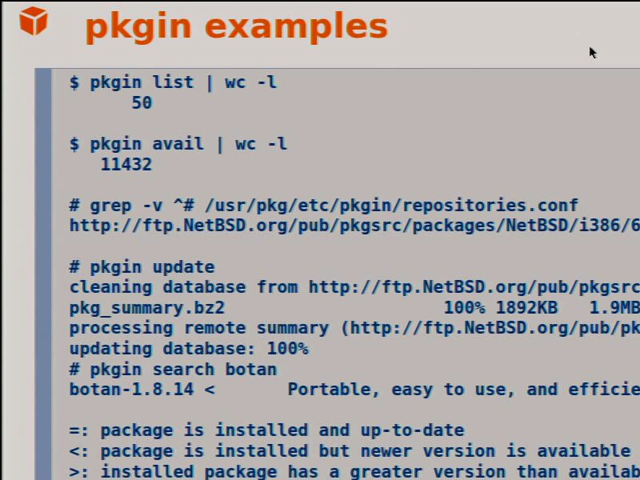 pkgin examples
$ pkgin list | wc -l
50
$ pkgin avail | wc -l
11432
# grep -v ^# /usr/pkg/etc/pkgin/repositories.conf
http://ftp.NetBSD.org/pub/pkgsrc/packages/NetBSD/i386/6
# pkgin update
cleaning database from http://ftp.NetBSD.org/pub/pkgsrc
pkg_summary.bz2 100% 1892KB 1.9MB
processing remote summary (http://ftp.NetBSD.org/pub/pk
updating database: 100%
# pkgin search botan
botan-1.8.14 < Portable, easy to use, and efficie
=: package is installed and up-to-date
<: package is installed but newer version is available
>: installed package has a greater version than availab